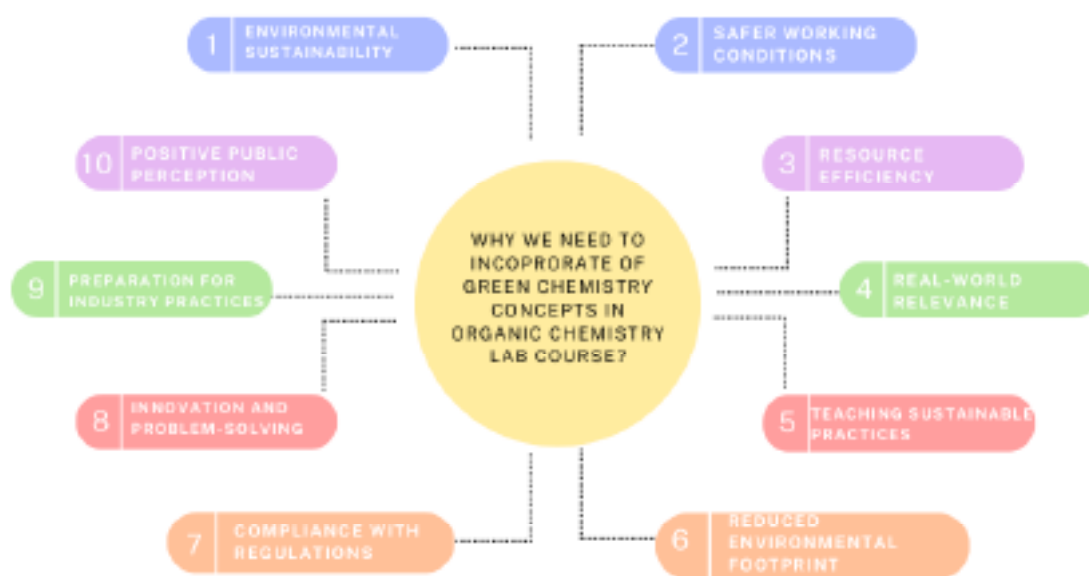 1 ENVIRONMENTAL
SUSTAINABILITY
2 SAFER WORKING
CONDITIONS
3 RESOURCE
EFFICIENCY
4 REAL-WORLD
RELEVANCE
5 TEACHING SUSTAINABLE
PRACTICES
6 REDUCED
ENVIRONMENTAL
FOOTPRINT
7 COMPLIANCE WITH
REGULATIONS
8 INNOVATION AND
PROBLEM-SOLVING
9 PREPARATION FOR
INDUSTRY PRACTICES
10 POSITIVE PUBLIC
PERCEPTION
WHY WE NEED TO
INCOPRORATE OF
GREEN CHEMISTRY
CONCEPTS IN
ORGANIC CHEMISTRY
LAB COURSE?